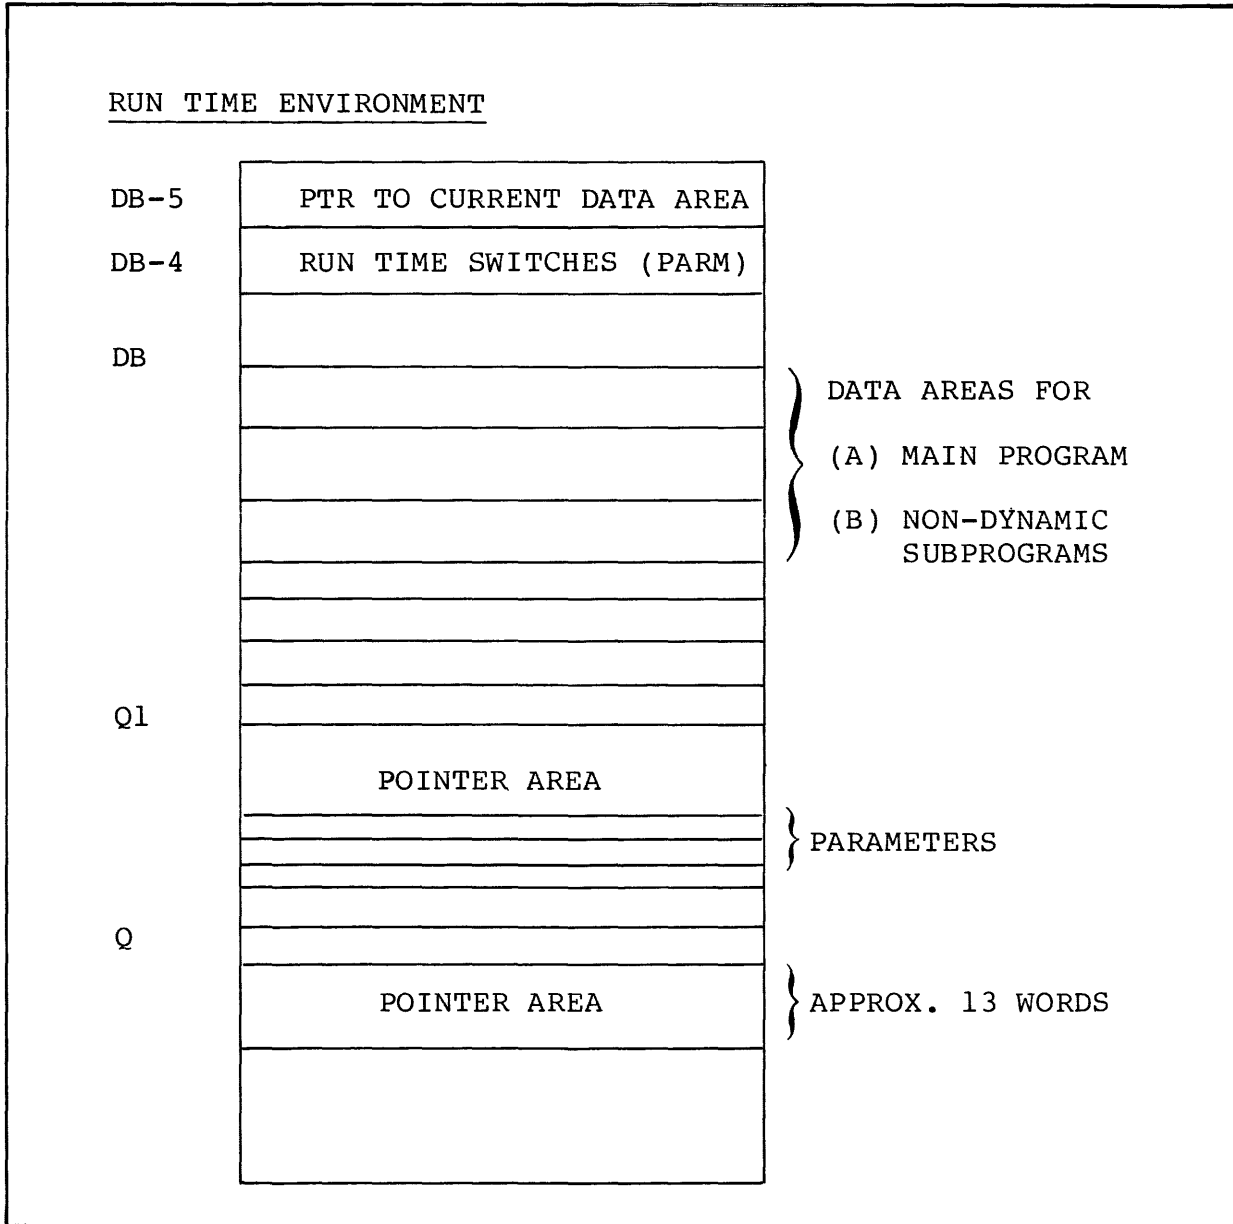 RUN TIME ENVIRONMENT
DB-5 PTR TO CURRENT DATA AREA
DB-4 RUN TIME SWITCHES (PARM)
DB
DATA AREAS FOR
(A) MAIN PROGRAM
(B) NON-DYNAMIC
SUBPROGRAMS
Q1
POINTER AREA
PARAMETERS
Q
POINTER AREA
APPROX. 13 WORDS